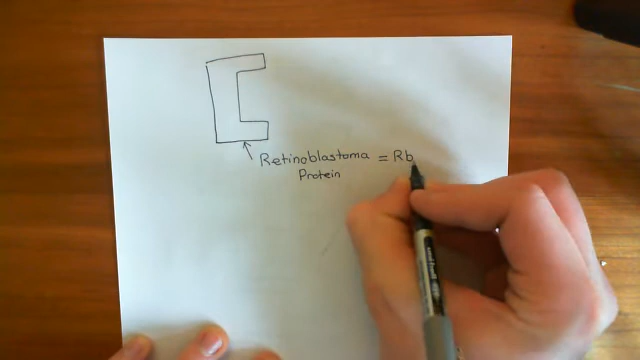 Retinoblastoma = Rb
Protein